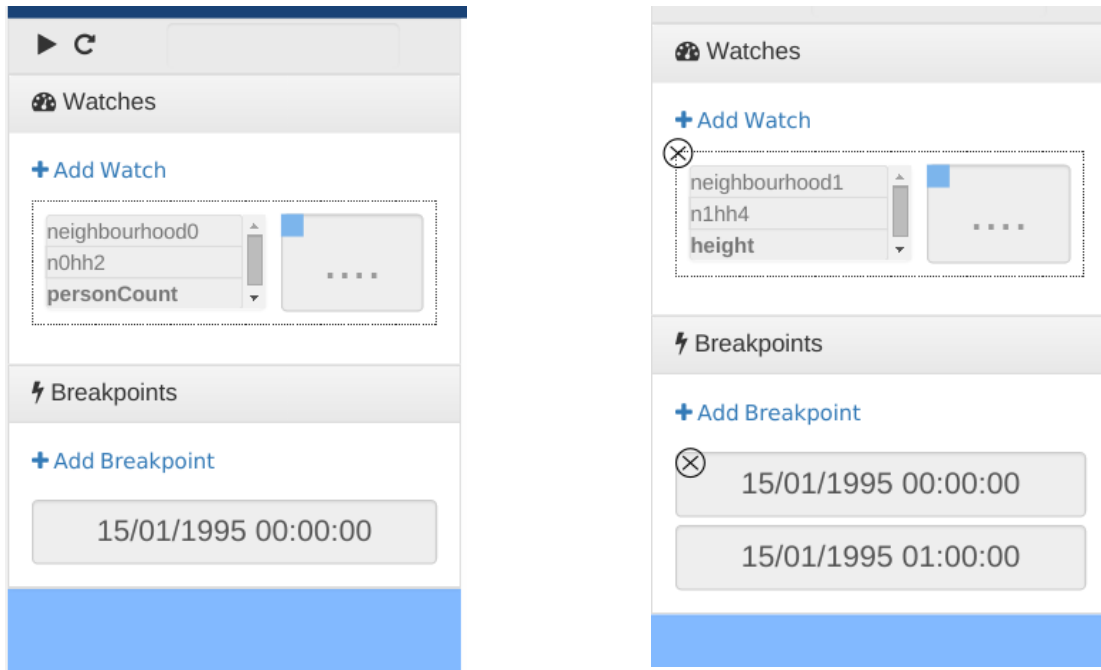 Watches
+ Add Watch
neighbourhood0
n0hh2
personCount
....
Breakpoints
+ Add Breakpoint
15/01/1995 00:00:00
Watches
+ Add Watch
neighbourhood1
n1hh4
height
....
Breakpoints
+ Add Breakpoint
15/01/1995 00:00:00
15/01/1995 01:00:00